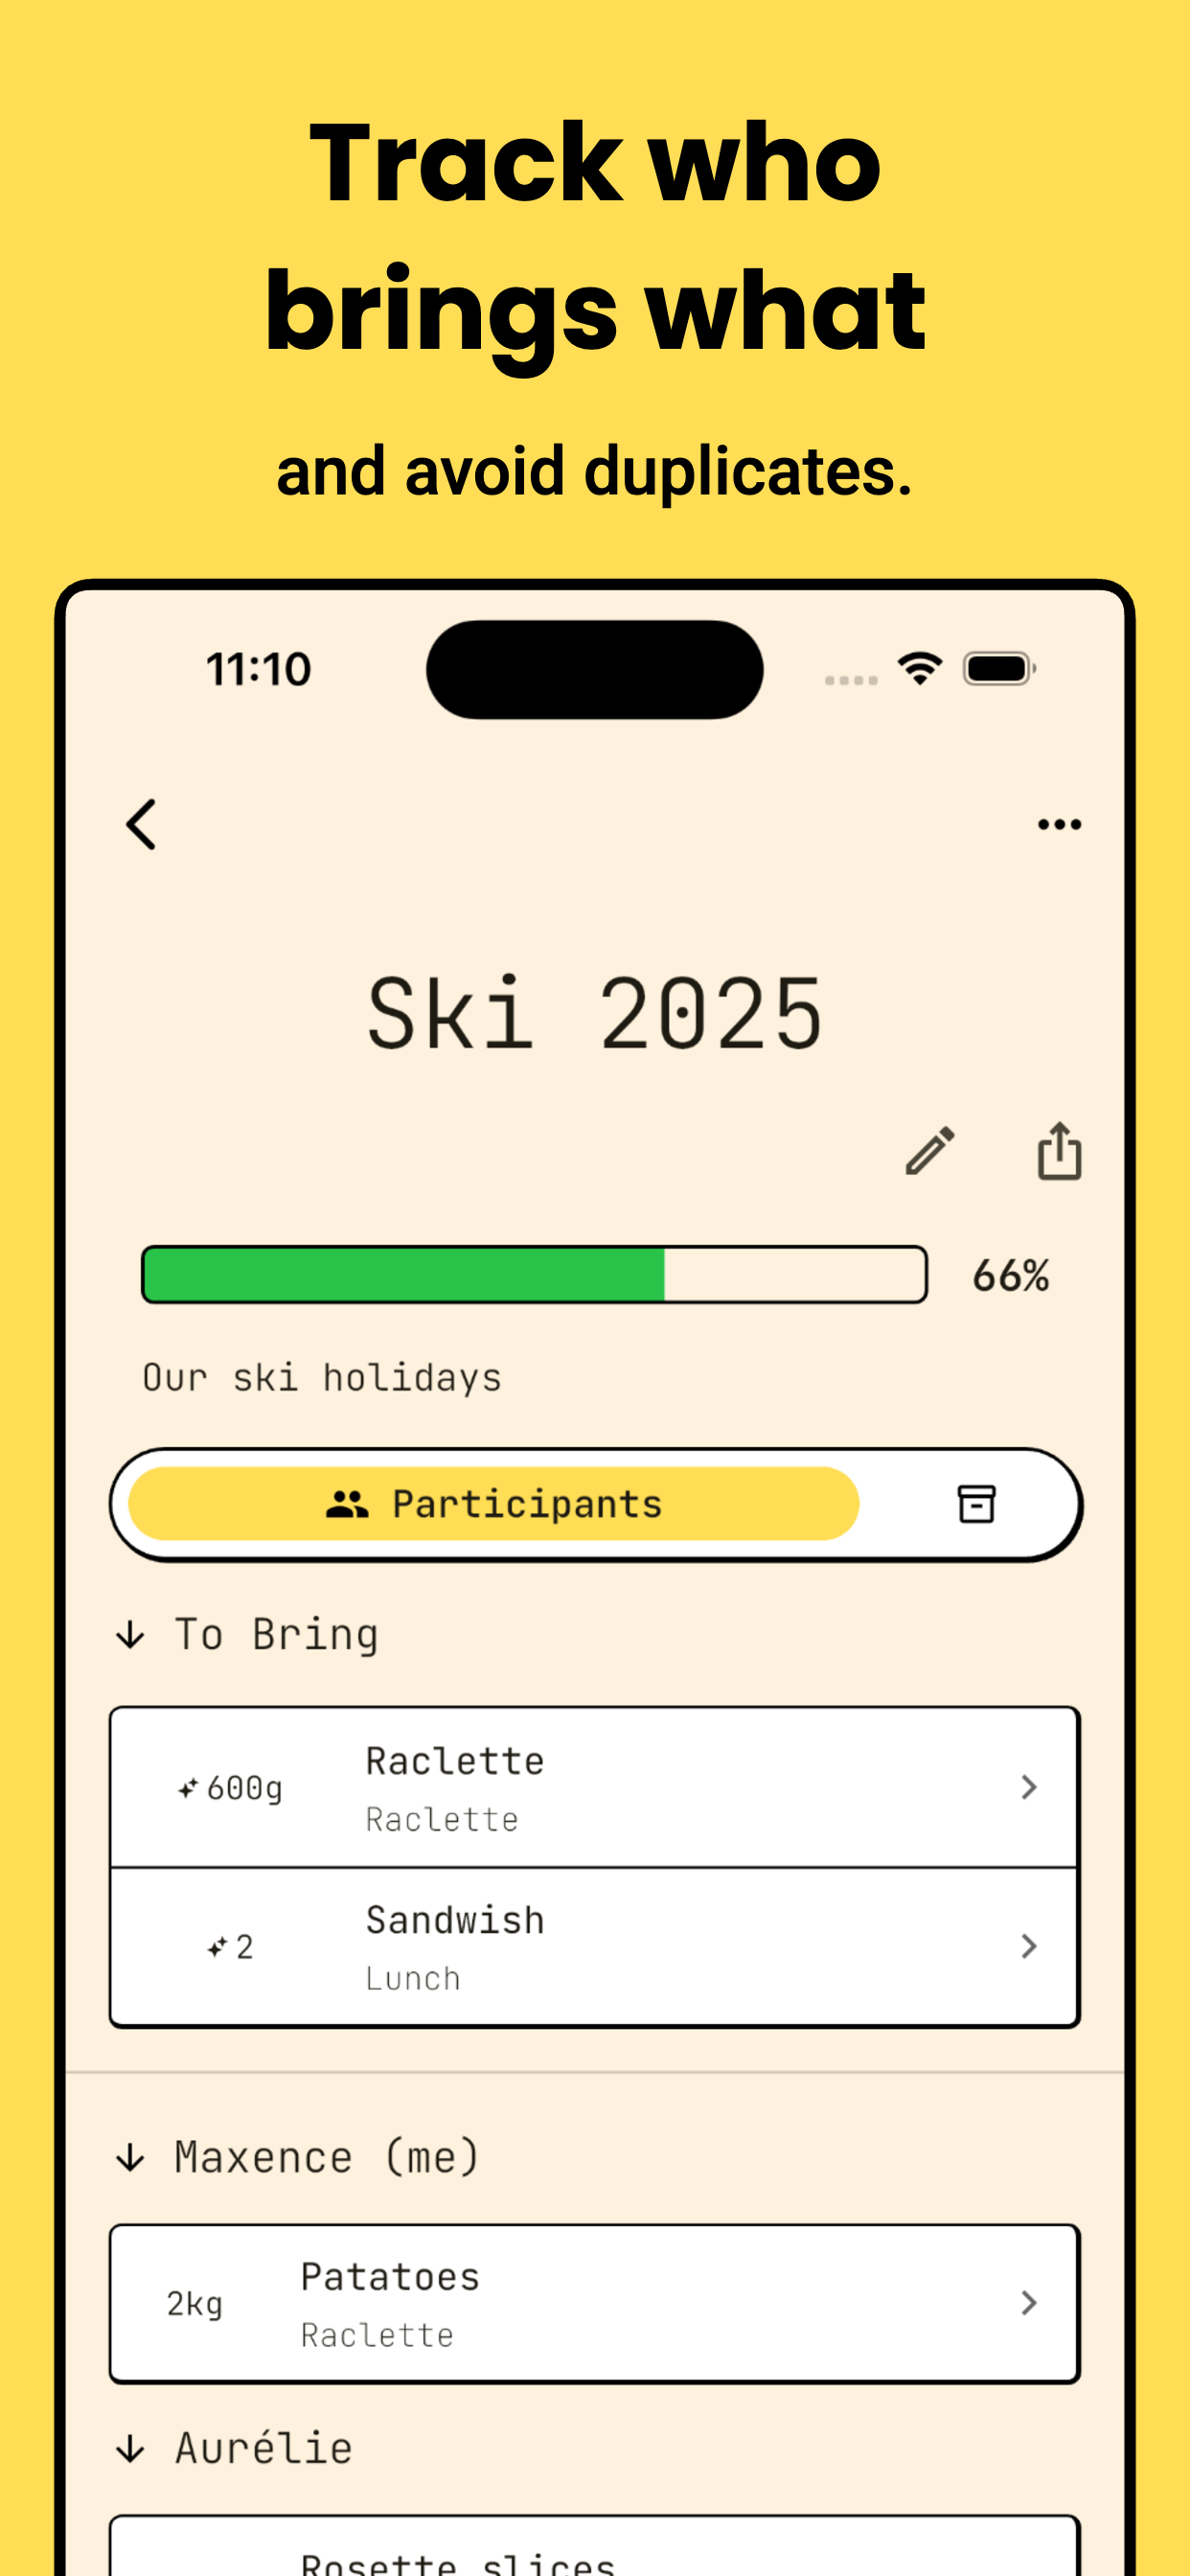 Track who
brings what
and avoid duplicates.
11:10
Ski 2025
66%
Our ski holidays
Participants
To Bring
600g
Raclette
Raclette
2
Sandwish
Lunch
Maxence (me)
2kg
Patatoes
Raclette
Aurélie
Rosette slices